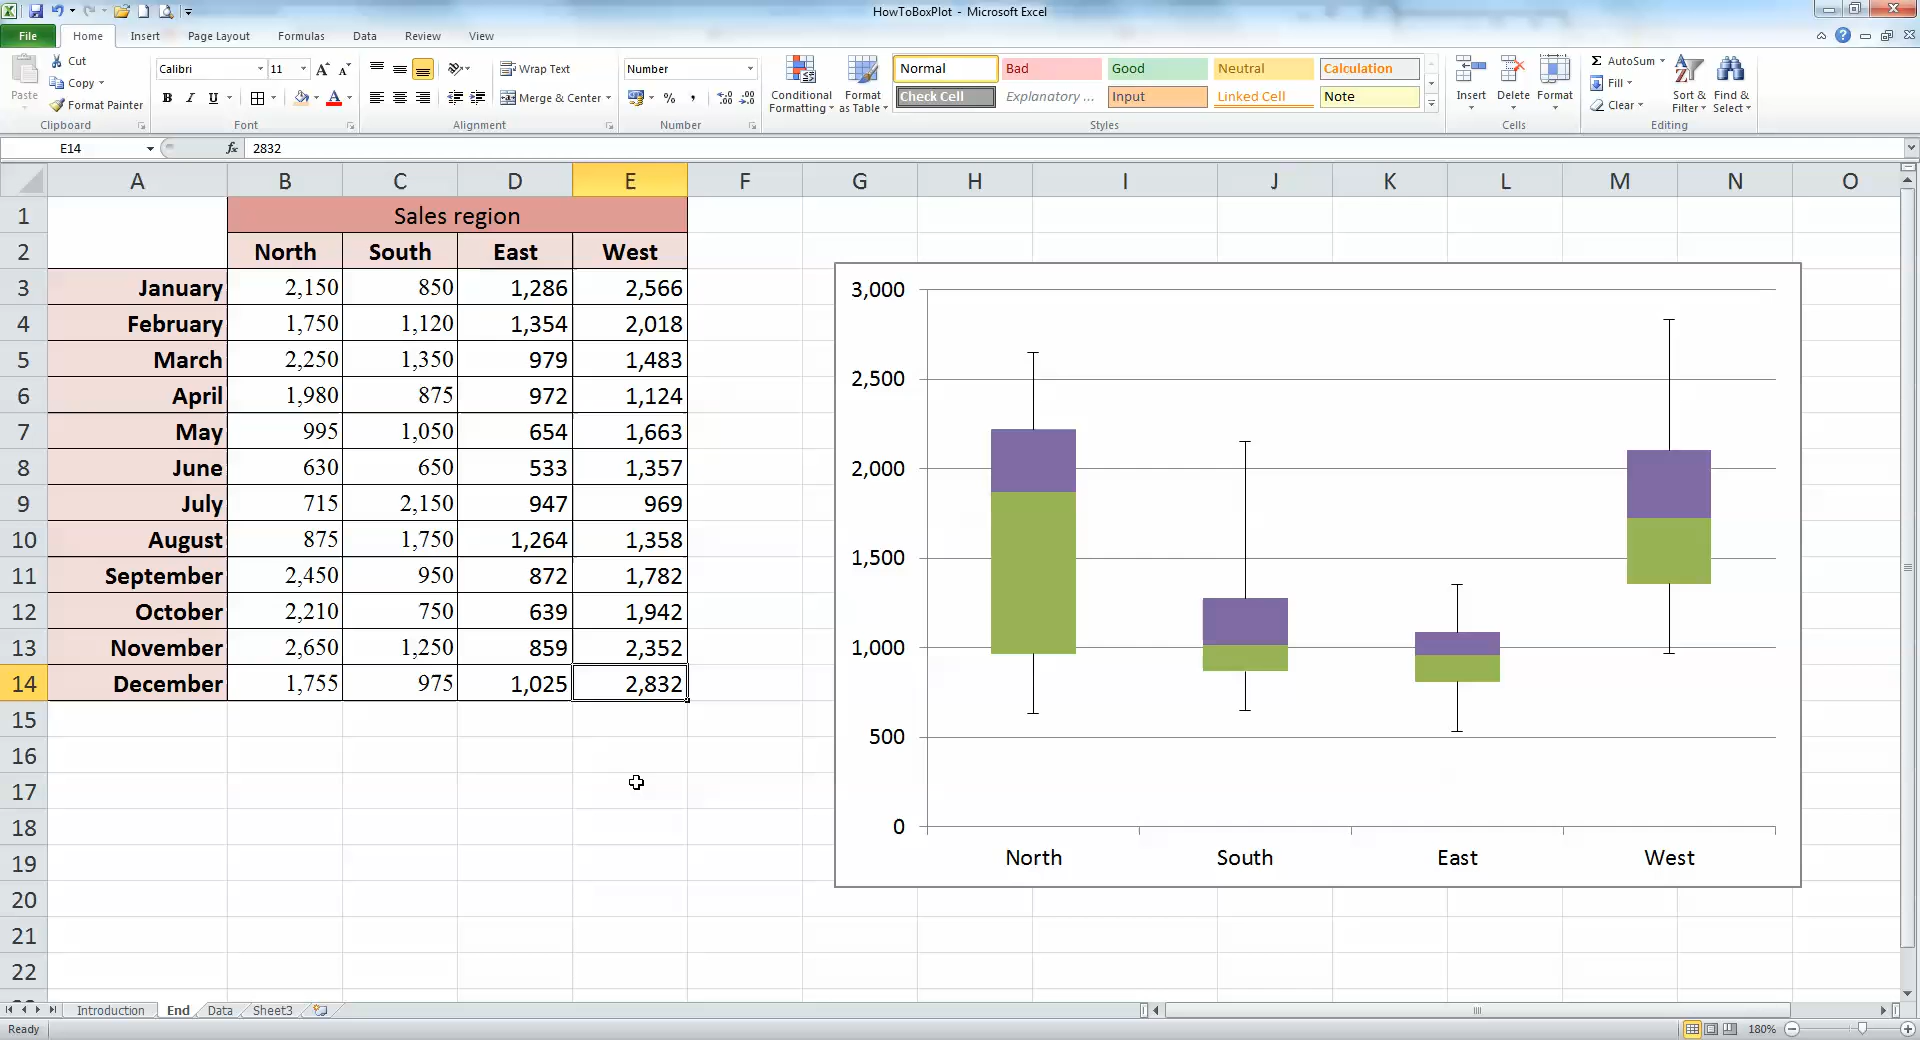 HowToBoxPlot - Microsoft Excel
File Home Insert Page Layout Formulas Data Review View
Paste Cut Copy Format Painter Clipboard
Calibri 11 B I U A Font
Wrap Text Merge & Center Alignment
Number % , Number
Conditional Formatting Format as Table
Normal Bad Good Neutral Calculation
Check Cell Explanatory ... Input Linked Cell Note
Styles
Insert Delete Format Cells
Σ AutoSum Fill Clear Sort & Filter Find & Select Editing
E14 fx 2832
A B C D E F G H I J K L M N O
1 Sales region
2 North South East West
3 January 2,150 850 1,286 2,566
4 February 1,750 1,120 1,354 2,018
5 March 2,250 1,350 979 1,483
6 April 1,980 875 972 1,124
7 May 995 1,050 654 1,663
8 June 630 650 533 1,357
9 July 715 2,150 947 969
10 August 875 1,750 1,264 1,358
11 September 2,450 950 872 1,782
12 October 2,210 750 639 1,942
13 November 2,650 1,250 859 2,352
14 December 1,755 975 1,025 2,832
15
16
17
18
19
20
21
22
3,000
2,500
2,000
1,500
1,000
500
0
North South East West
Introduction End Data Sheet3
Ready 180%